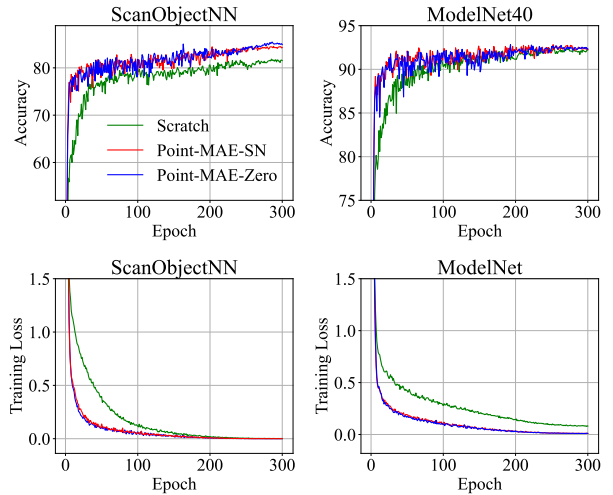 ScanObjectNN
ModelNet40
Accuracy
80
70
60
0
100
200
300
Epoch
Scratch
Point-MAE-SN
Point-MAE-Zero
Accuracy
95
90
85
80
75
0
100
200
300
Epoch
ScanObjectNN
ModelNet
Training Loss
1.5
1.0
0.5
0.0
0
100
200
300
Epoch
Training Loss
1.5
1.0
0.5
0.0
0
100
200
300
Epoch